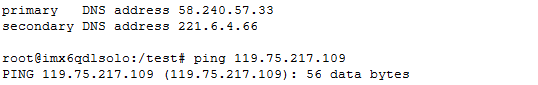 primary   DNS address 58.240.57.33
secondary DNS address 221.6.4.66
root@imx6qdlsolo:/test# ping 119.75.217.109
PING 119.75.217.109 (119.75.217.109): 56 data bytes